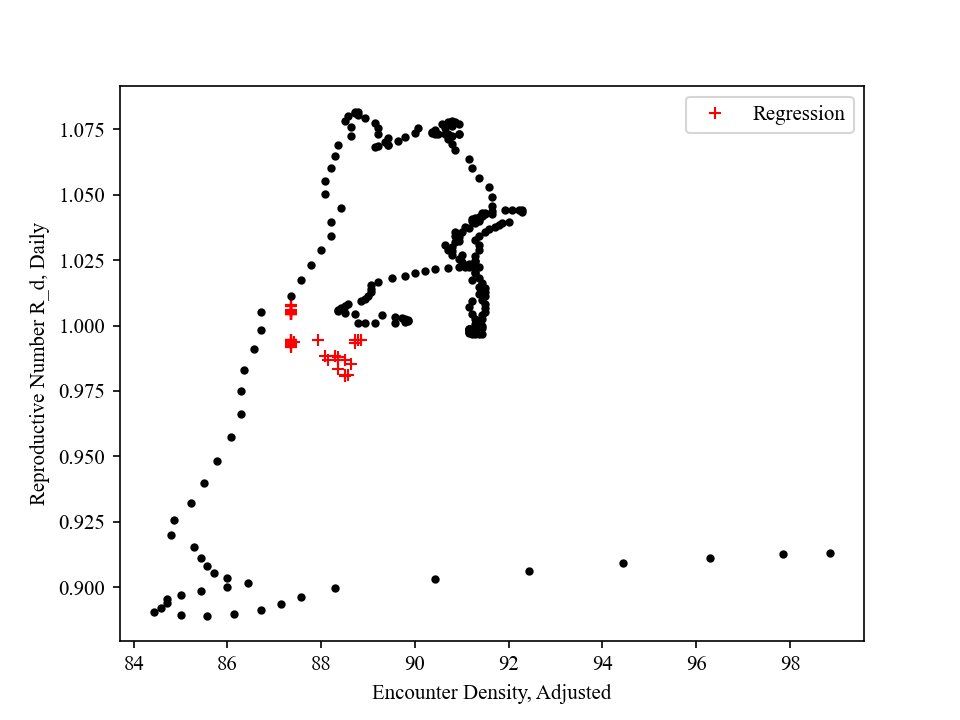 Regression
1.075
1.050
1.025
1.000
0.975
0.950
0.925
0.900
Reproductive Number R_d, Daily
84 86 88 90 92 94 96 98
Encounter Density, Adjusted